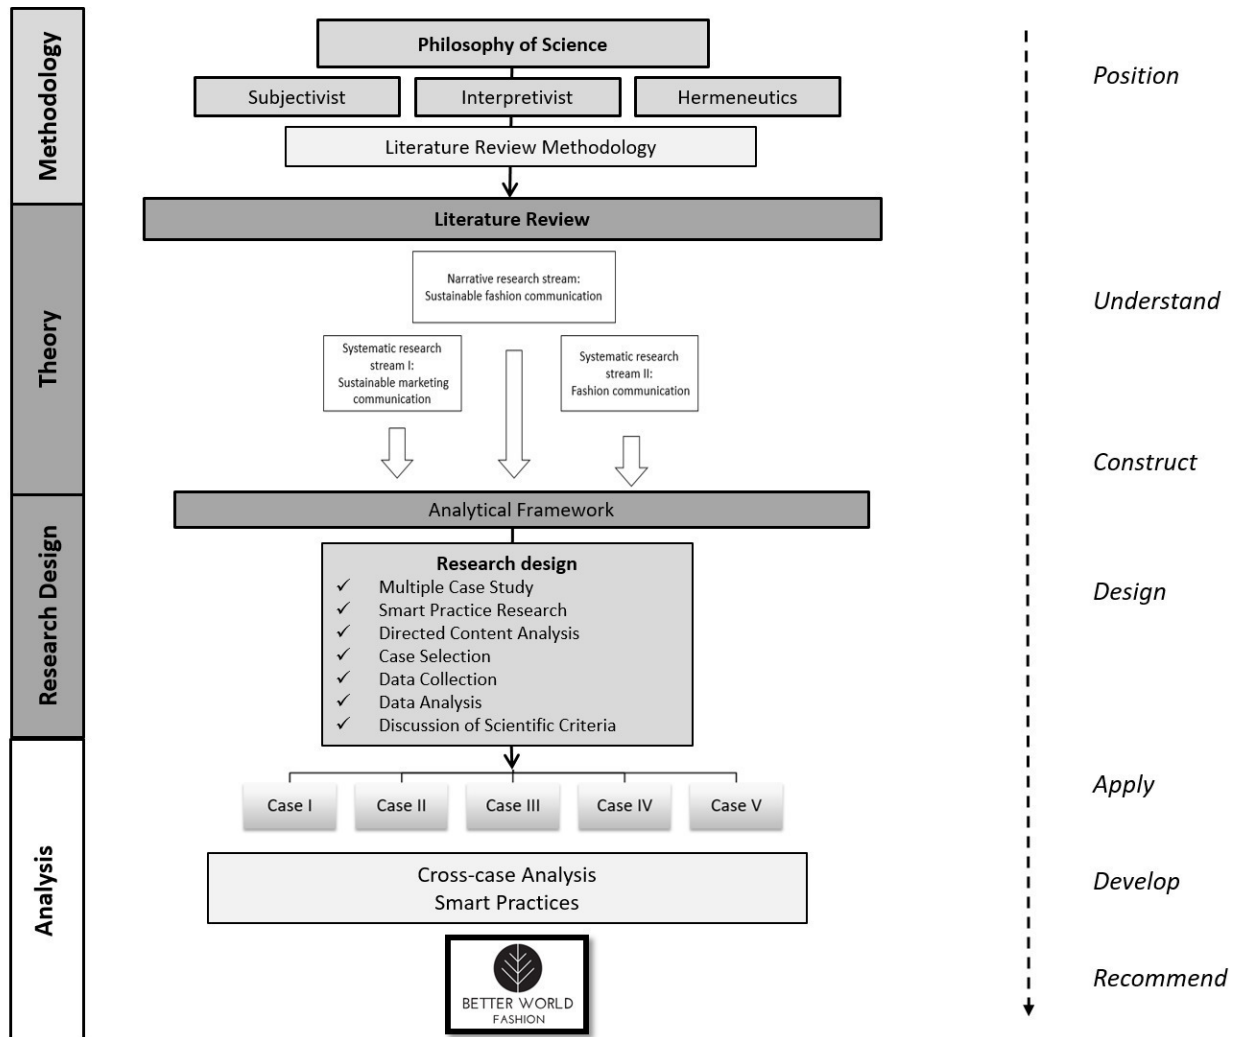 Methodology
Philosophy of Science
Position
Subjectivist
Interpretivist
Hermeneutics
Literature Review Methodology
Theory
Literature Review
Narrative research stream:
Sustainable fashion communication
Understand
Systematic research
stream I:
Sustainable marketing
communication
Systematic research
stream II:
Fashion communication
Construct
Analytical Framework
Research Design
Research design
✓ Multiple Case Study
✓ Smart Practice Research
✓ Directed Content Analysis
✓ Case Selection
✓ Data Collection
✓ Data Analysis
✓ Discussion of Scientific Criteria
Design
Analysis
Case I
Case II
Case III
Case IV
Case V
Apply
Cross-case Analysis
Smart Practices
Develop
BETTER WORLD
FASHION
Recommend